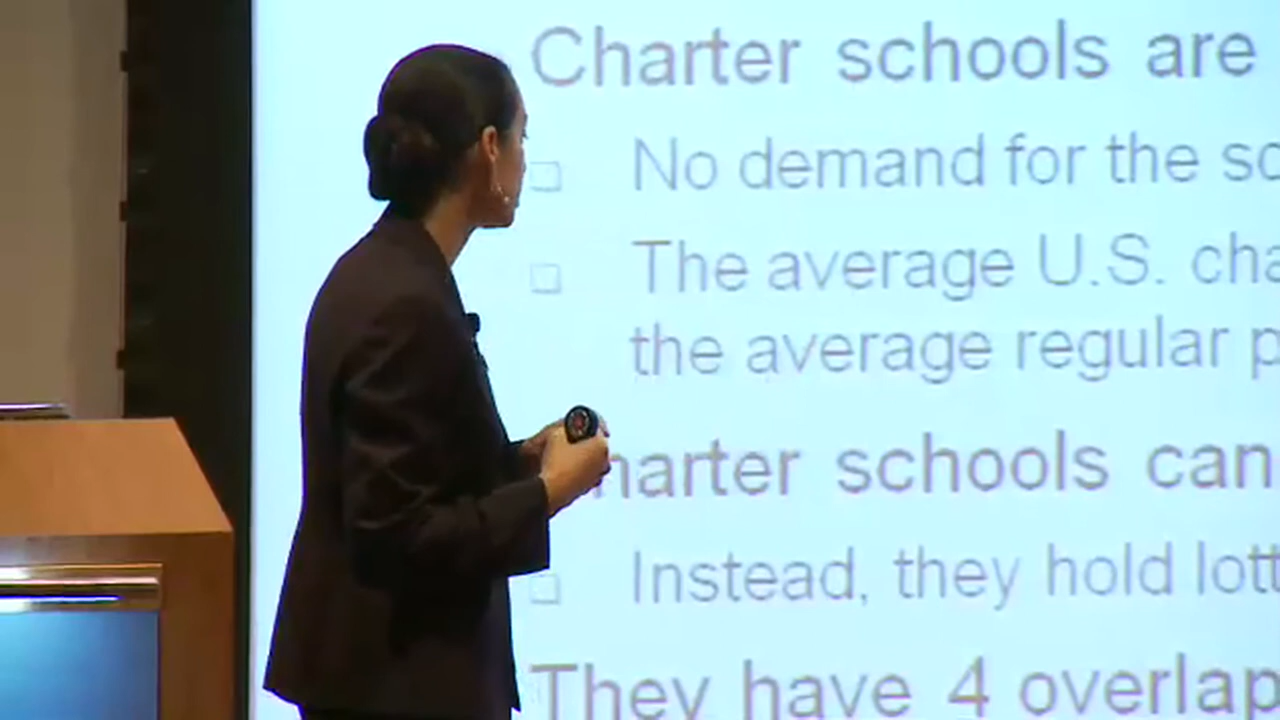 Charter schools are
No demand for the sc
The average U.S. cha
the average regular p
harter schools can
Instead, they hold lott
They have 4 overlap